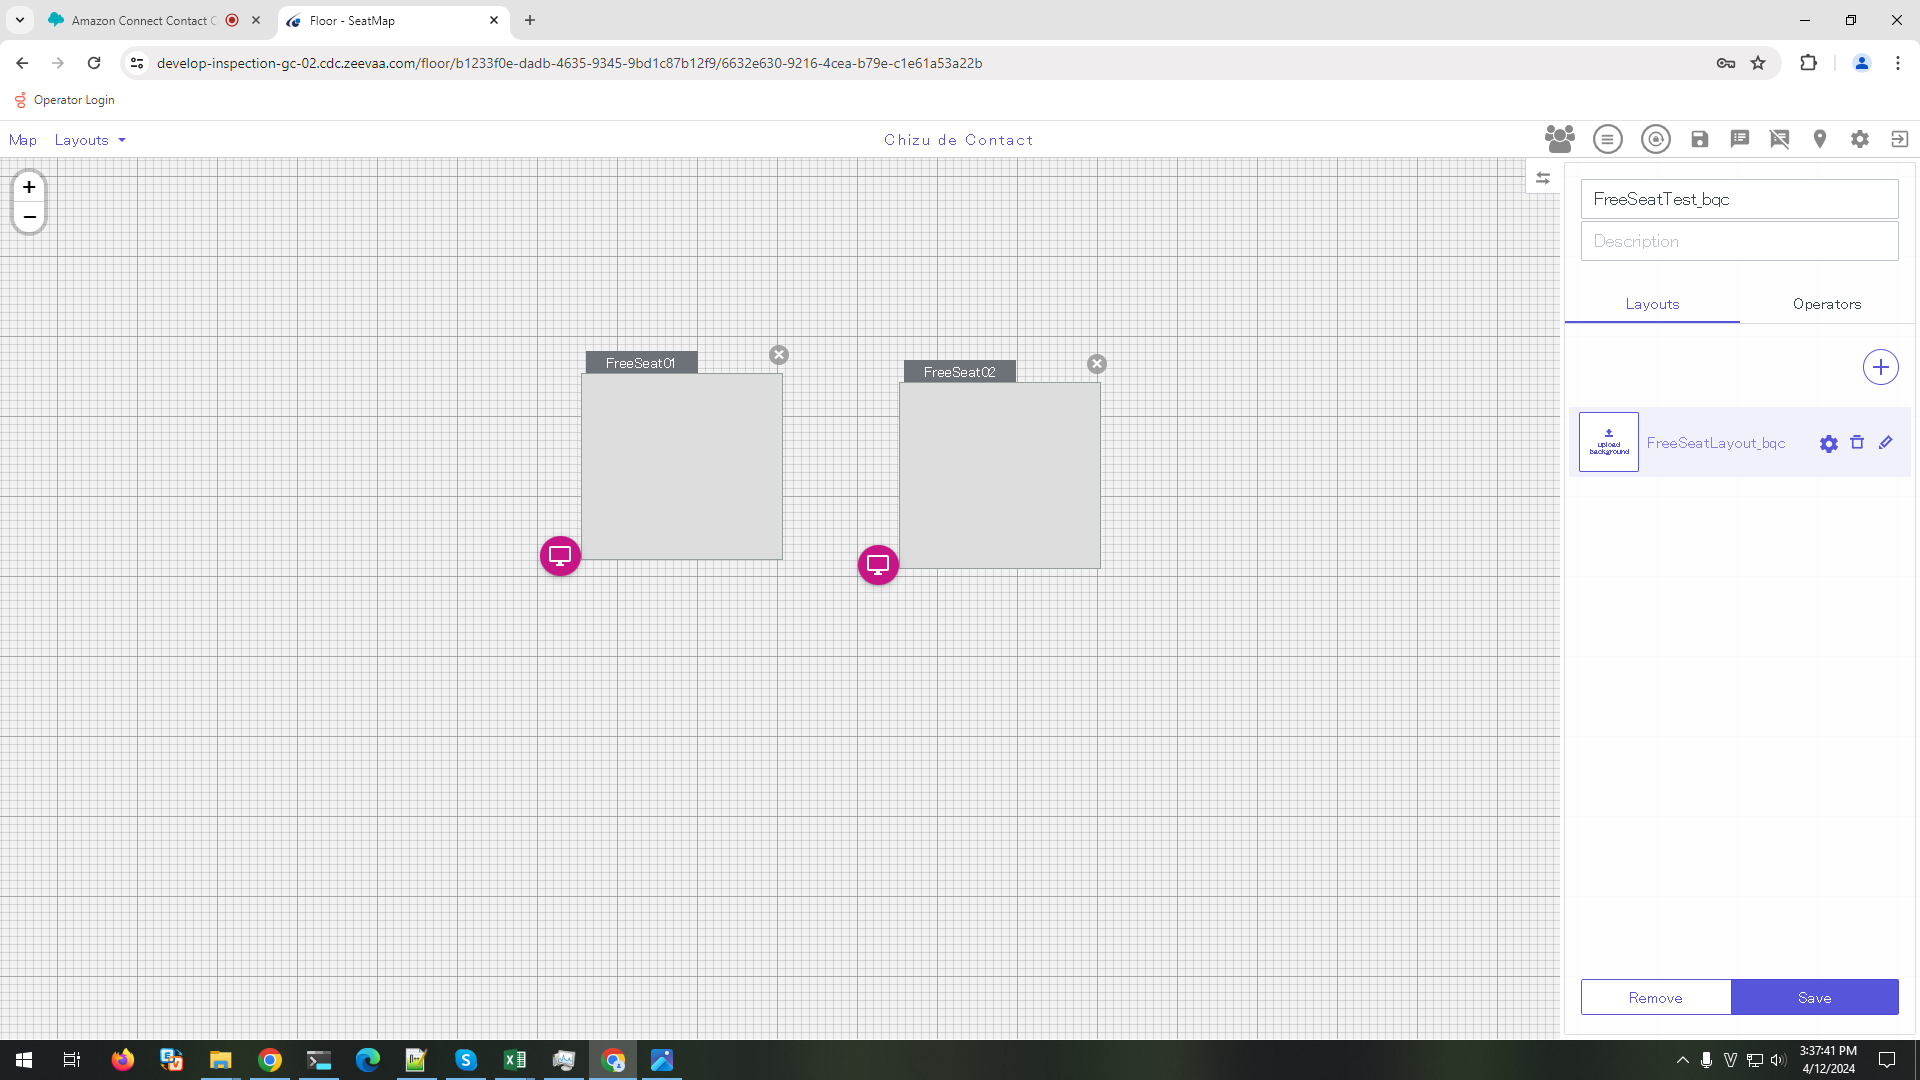 Amazon Connect Contact C
Floor - SeatMap
develop-inspection-gc-02.cdc.zeevaa.com/floor/b1233f0e-dadb-4635-9345-9bd1c87b12f9/6632e630-9216-4cea-b79e-c1e61a53a22b
Operator Login
Map Layouts
Chizu de Contact
FreeSeatTest_bqc
Description
Layouts Operators
FreeSeat01
FreeSeat02
upload
background
FreeSeatLayout_bqc
Remove Save
3:37:41 PM
4/12/2024